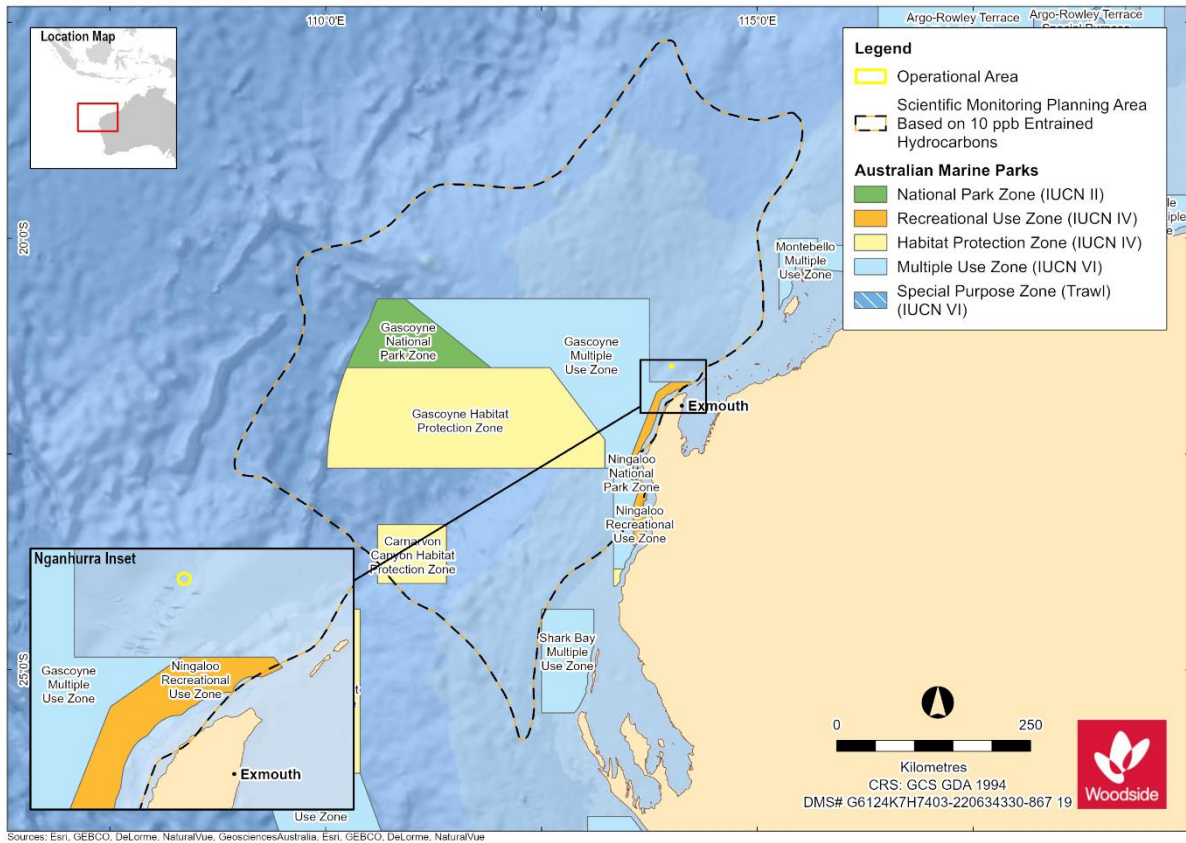 110°0'E
115°0'E
Location Map
Argo-Rowley Terrace
Argo-Rowley Terrace
Legend
Operational Area
Scientific Monitoring Planning Area
Based on 10 ppb Entrained
Hydrocarbons
Australian Marine Parks
National Park Zone (IUCN II)
Recreational Use Zone (IUCN IV)
Habitat Protection Zone (IUCN IV)
Multiple Use Zone (IUCN VI)
Special Purpose Zone (Trawl)
(IUCN VI)
20°0'S
Montebello
Multiple
Use Zone
Gascoyne
National
Park Zone
Gascoyne
Multiple
Use Zone
Gascoyne Habitat
Protection Zone
Exmouth
Ningaloo
National
Park Zone
Ningaloo
Recreational
Use Zone
Carnarvon
Canyon Habitat
Protection Zone
Shark Bay
Multiple
Use Zone
25°0'S
Nganhurra Inset
Gascoyne
Multiple
Use Zone
Ningaloo
Recreational
Use Zone
Exmouth
Use Zone
0 250
Kilometres
CRS: GCS GDA 1994
DMS# G6124K7H7403-220634330-867 19
Woodside
Sources: Esri, GEBCO, DeLorme, NaturalVue, GeosciencesAustralia, Esri, GEBCO, DeLorme, NaturalVue